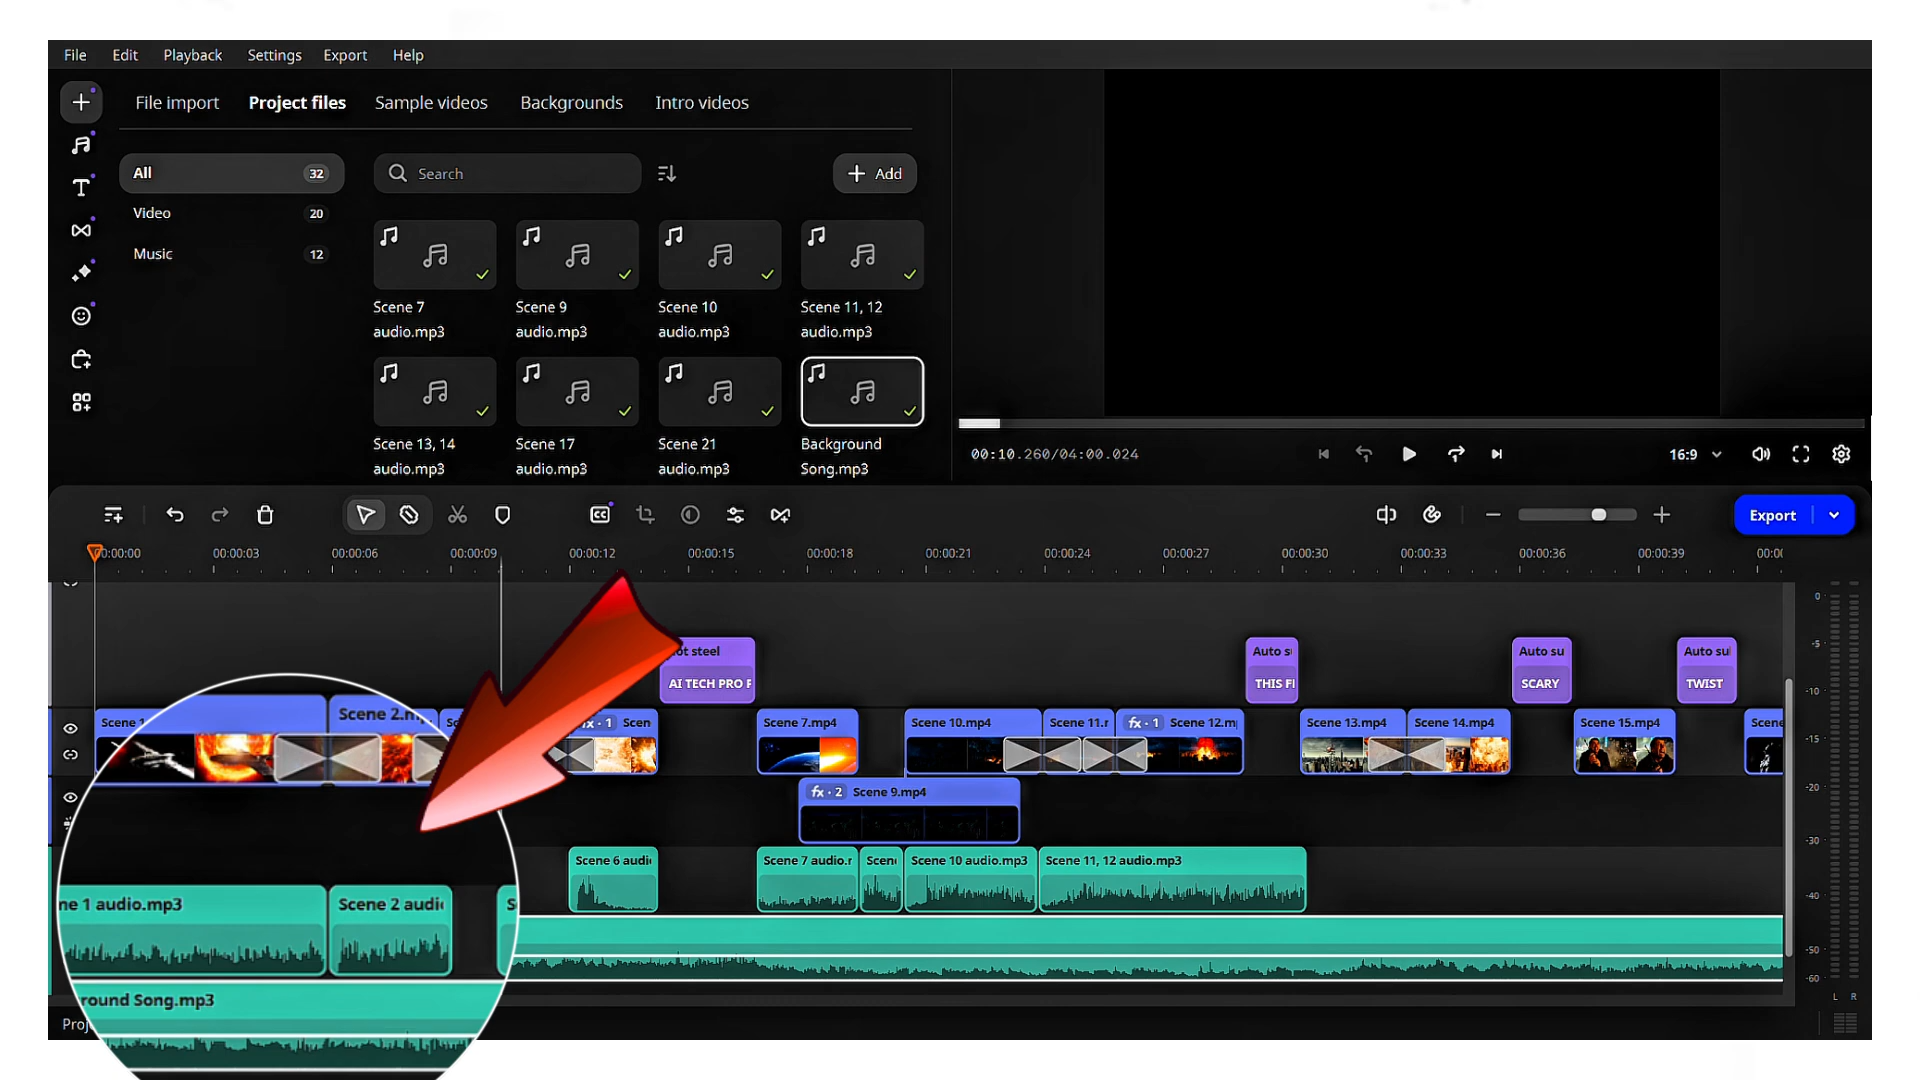 File Edit Playback Settings Export Help
File import Project files Sample videos Backgrounds Intro videos
All 32
Search
Add
Video 20
Music 12
Scene 7 audio.mp3
Scene 9 audio.mp3
Scene 10 audio.mp3
Scene 11, 12 audio.mp3
Scene 13, 14 audio.mp3
Scene 17 audio.mp3
Scene 21 audio.mp3
Background Song.mp3
00:10.260/04:00.024
16:9
CC
Export
0:00:00 00:00:03 00:00:06 00:00:09 00:00:12 00:00:15 00:00:18 00:00:21 00:00:24 00:00:27 00:00:30 00:00:33 00:00:36 00:00:39 00:00
ot steel
AI TECH PRO F
Auto s
THIS FI
Auto su
SCARY
Auto su
TWIST
Scene
Scene 2.m
Sc
fx · 1 Scen
Scene 7.mp4
Scene 10.mp4
Scene 11.
fx · 1 Scene 12.m
Scene 13.mp4
Scene 14.mp4
Scene 15.mp4
Scene
fx · 2 Scene 9.mp4
ne 1 audio.mp3
Scene 2 audi
S
Scene 6 audi
Scene 7 audio.
Scen
Scene 10 audio.mp3
Scene 11, 12 audio.mp3
round Song.mp3
Proj
0
-5
-10
-15
-20
-30
-40
-50
-60
L R